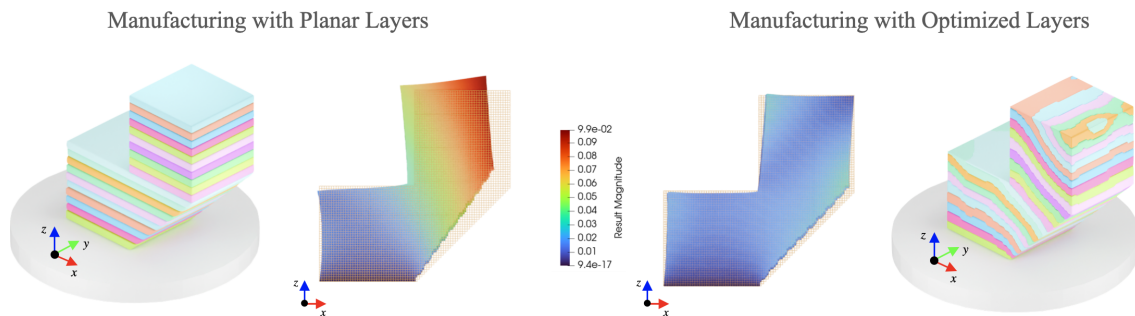 Manufacturing with Planar Layers
Manufacturing with Optimized Layers
9.9e-02
0.09
0.08
0.07
0.06
0.05
0.04
0.03
0.02
0.01
9.4e-17
Result Magnitude
z
y
x
z
x
z
x
z
y
x